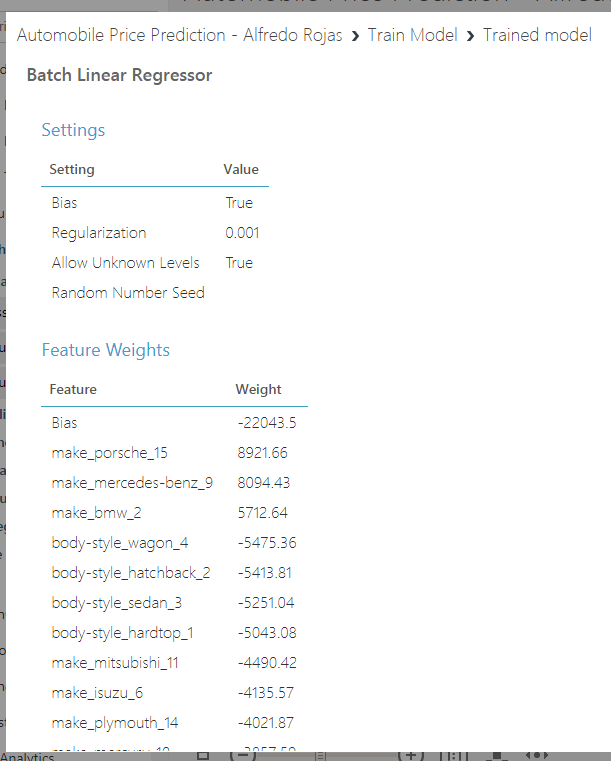 Automobile Price Prediction - Alfredo Rojas › Train Model › Trained model
Batch Linear Regressor
Settings
Setting Value
Bias True
Regularization 0.001
Allow Unknown Levels True
Random Number Seed
Feature Weights
Feature Weight
Bias -22043.5
make_porsche_15 8921.66
make_mercedes-benz_9 8094.43
make_bmw_2 5712.64
body-style_wagon_4 -5475.36
body-style_hatchback_2 -5413.81
body-style_sedan_3 -5251.04
body-style_hardtop_1 -5043.08
make_mitsubishi_11 -4490.42
make_isuzu_6 -4135.57
make_plymouth_14 -4021.87
Analytics